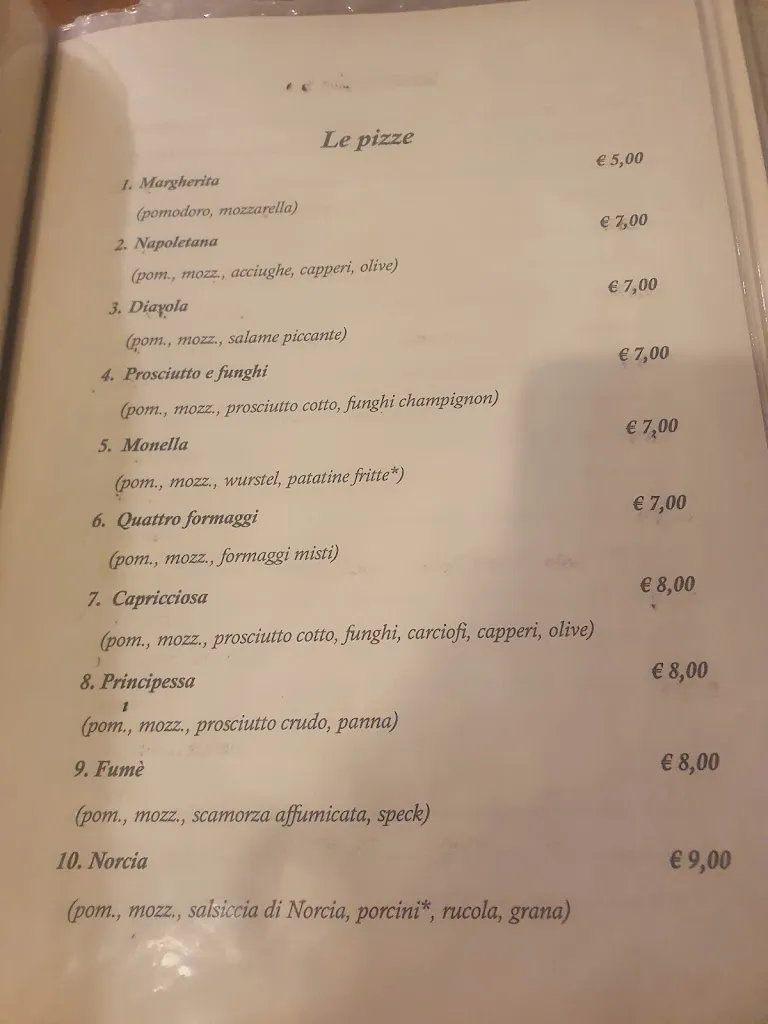 Le pizze
1. Margherita € 5,00
(pomodoro, mozzarella)
2. Napoletana € 7,00
(pom., mozz., acciughe, capperi, olive)
3. Diavola € 7,00
(pom., mozz., salame piccante)
4. Prosciutto e funghi € 7,00
(pom., mozz., prosciutto cotto, funghi champignon)
5. Monella € 7,00
(pom., mozz., wurstel, patatine fritte*)
6. Quattro formaggi € 7,00
(pom., mozz., formaggi misti)
7. Capricciosa € 8,00
(pom., mozz., prosciutto cotto, funghi, carciofi, capperi, olive)
8. Principessa € 8,00
(pom., mozz., prosciutto crudo, panna)
9. Fumè € 8,00
(pom., mozz., scamorza affumicata, speck)
10. Norcia € 9,00
(pom., mozz., salsiccia di Norcia, porcini*, rucola, grana)